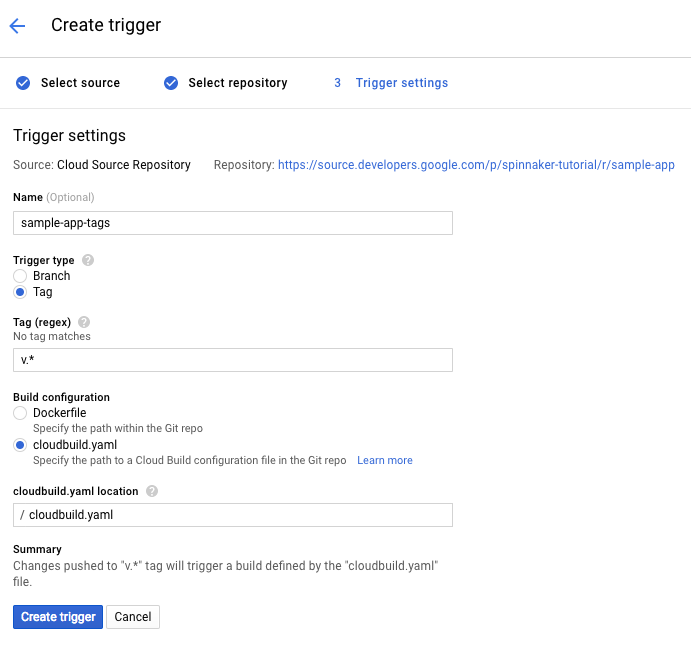 Create trigger
Select source Select repository 3 Trigger settings
Trigger settings
Source: Cloud Source Repository Repository: https://source.developers.google.com/p/spinnaker-tutorial/r/sample-app
Name (Optional)
sample-app-tags
Trigger type ?
Branch
Tag
Tag (regex) ?
No tag matches
v.*
Build configuration
Dockerfile
Specify the path within the Git repo
cloudbuild.yaml
Specify the path to a Cloud Build configuration file in the Git repo Learn more
cloudbuild.yaml location ?
/ cloudbuild.yaml
Summary
Changes pushed to "v.*" tag will trigger a build defined by the "cloudbuild.yaml"
file.
Create trigger Cancel